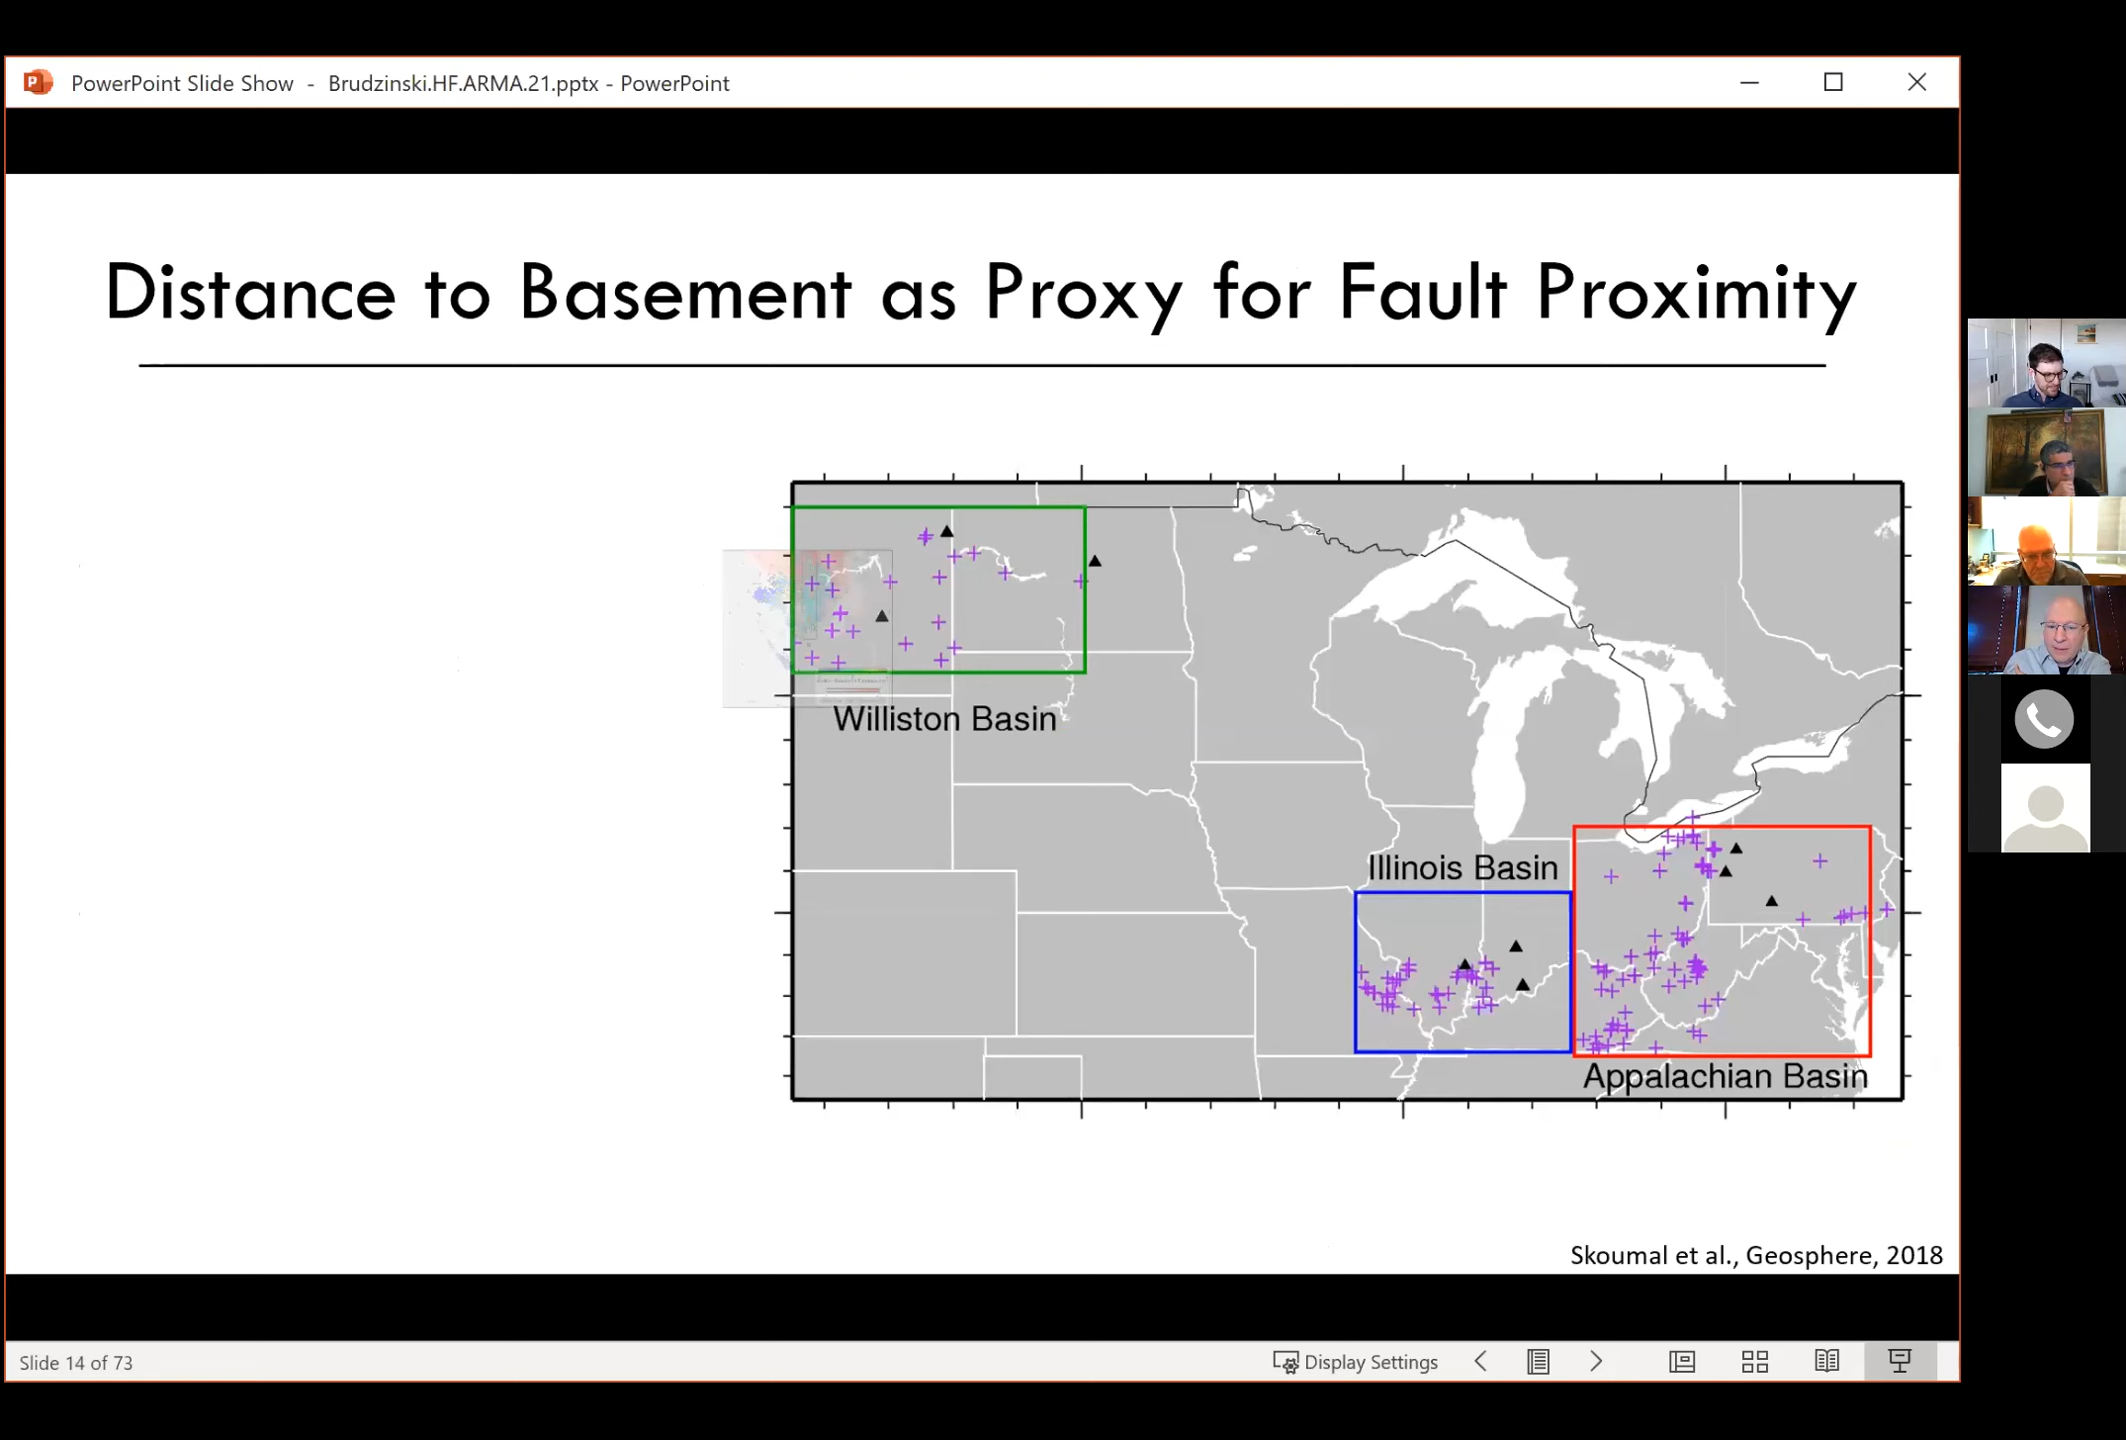 PowerPoint Slide Show - Brudzinski.HF.ARMA.21.pptx - PowerPoint
Distance to Basement as Proxy for Fault Proximity
Williston Basin
Illinois Basin
Appalachian Basin
Skoumal et al., Geosphere, 2018
Slide 14 of 73
Display Settings